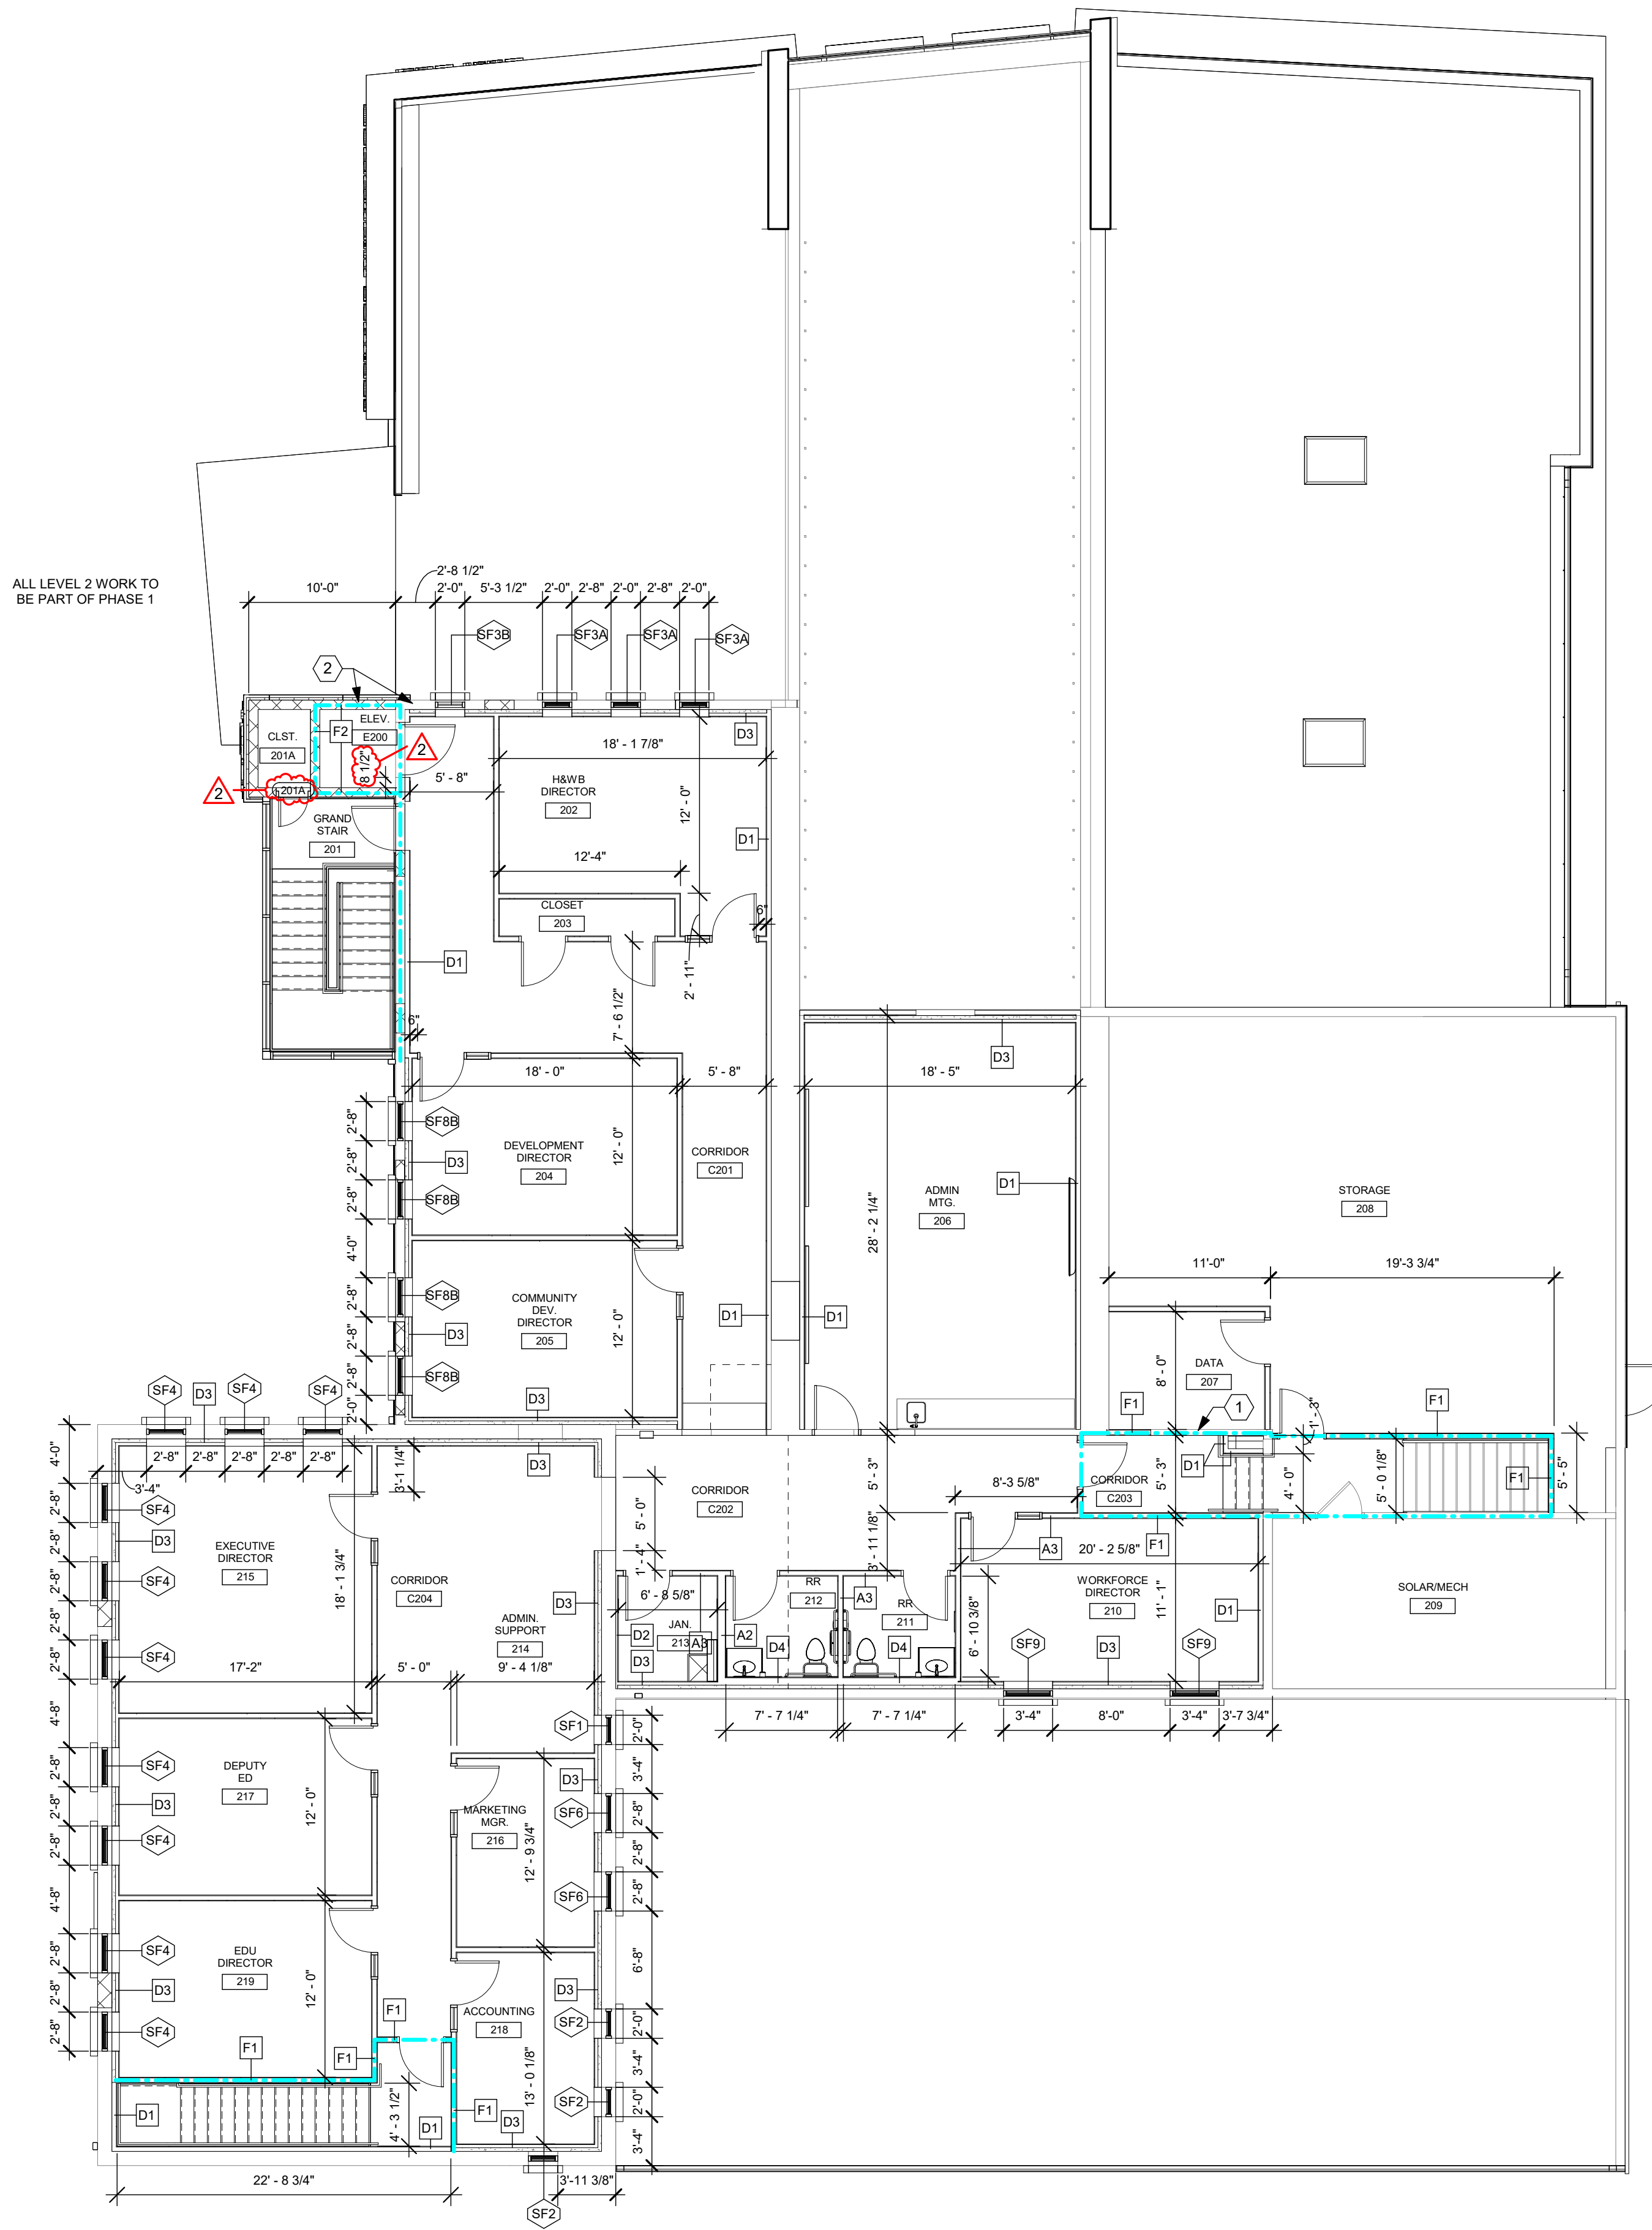 ALL LEVEL 2 WORK TO
BE PART OF PHASE 1
2'-8 1/2"
10'-0"
2'-0"
5'-3 1/2"
2'-0"
2'-8"
2'-0"
2'-8"
2'-0"
SF3B
SF3A
SF3A
SF3A
2
ELEV.
E200
F2
CLST.
201A
8 1/2"
2
2
201A
5' - 8"
D3
18' - 1 7/8"
H&WB
DIRECTOR
202
12' - 0"
D1
12'-4"
GRAND
STAIR
201
CLOSET
203
6"
D1
2' - 11"
7' - 6 1/2"
6"
D3
18' - 0"
5' - 8"
18' - 5"
2'-8"
SF8B
DEVELOPMENT
DIRECTOR
204
12' - 0"
CORRIDOR
C201
2'-8"
D3
D1
ADMIN
MTG.
206
STORAGE
208
2'-8"
SF8B
28' - 2 1/4"
4'-0"
11'-0"
19'-3 3/4"
2'-8"
SF8B
COMMUNITY
DEV.
DIRECTOR
205
12' - 0"
D1
D1
2'-8"
D3
2'-8"
SF8B
D3
2'-0"
DATA
207
8' - 0"
SF4
D3
SF4
SF4
F1
1
1' - 3"
F1
4'-0"
2'-8"
2'-8"
2'-8"
2'-8"
2'-8"
3'-4"
3'-1 1/4"
D3
CORRIDOR
C202
5' - 3"
8'-3 5/8"
CORRIDOR
C203
5' - 3"
D1
4' - 0"
5' - 0 1/8"
F1
5' - 5"
2'-8"
SF4
2'-8"
D3
EXECUTIVE
DIRECTOR
215
18' - 1 3/4"
5' - 0"
1' - 4"
3' - 11 1/8"
A3
20' - 2 5/8"
F1
2'-8"
SF4
CORRIDOR
C204
D3
6' - 8 5/8"
RR
212
A3
RR
211
6' - 10 3/8"
WORKFORCE
DIRECTOR
210
11' - 1"
D1
SOLAR/MECH
209
2'-8"
ADMIN.
SUPPORT
214
D2
D3
JAN.
213
A3
A2
D4
D4
SF9
D3
SF9
2'-8"
SF4
17'-2"
5' - 0"
9' - 4 1/8"
4'-8"
SF1
2'-0"
7' - 7 1/4"
7' - 7 1/4"
3'-4"
8'-0"
3'-4"
3'-7 3/4"
2'-8"
SF4
DEPUTY
ED
217
12' - 0"
D3
3'-4"
2'-8"
D3
MARKETING
MGR.
216
12' - 9 3/4"
SF6
2'-8"
2'-8"
SF4
2'-8"
4'-8"
SF6
2'-8"
2'-8"
SF4
EDU
DIRECTOR
219
12' - 0"
6'-8"
2'-8"
D3
D3
2'-8"
SF4
F1
F1
F1
ACCOUNTING
218
13' - 0 1/8"
SF2
2'-0"
3'-4"
D1
4' - 3 1/2"
D1
F1
D3
SF2
2'-0"
3'-4"
22' - 8 3/4"
3'-11 3/8"
SF2